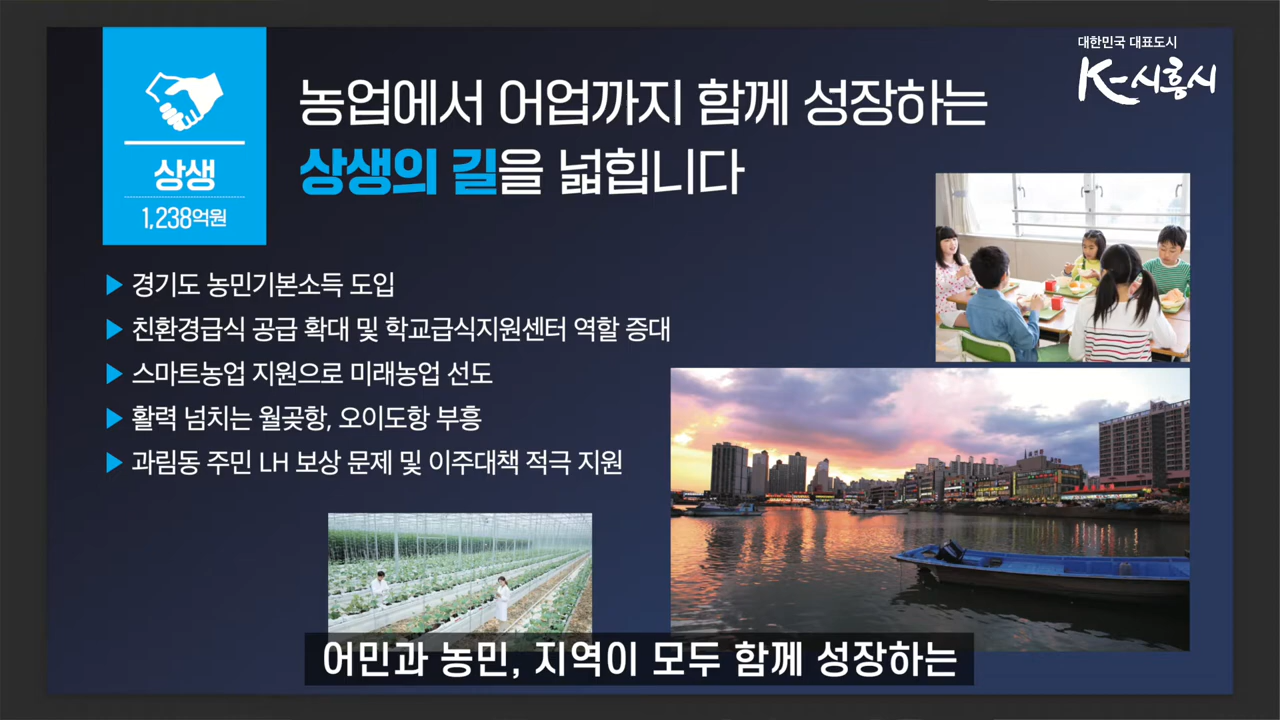 대한민국 대표도시
K-시흥시
상생
1,238억원
농업에서 어업까지 함께 성장하는
상생의 길을 넓힙니다
▶ 경기도 농민기본소득 도입
▶ 친환경급식 공급 확대 및 학교급식지원센터 역할 증대
▶ 스마트농업 지원으로 미래농업 선도
▶ 활력 넘치는 월곶항, 오이도항 부흥
▶ 과림동 주민 LH 보상 문제 및 이주대책 적극 지원
어민과 농민, 지역이 모두 함께 성장하는